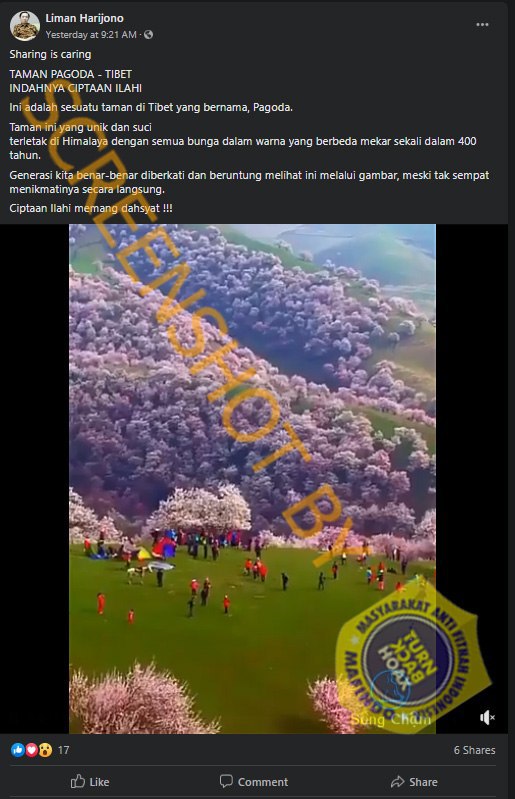 Liman Harijono
Yesterday at 9:21 AM ·
Sharing is caring
TAMAN PAGODA - TIBET
INDAHNYA CIPTAAN ILAHI
Ini adalah sesuatu taman di Tibet yang bernama, Pagoda.
Taman ini yang unik dan suci
terletak di Himalaya dengan semua bunga dalam warna yang berbeda mekar sekali dalam 400
tahun.
Generasi kita benar-benar diberkati dan beruntung melihat ini melalui gambar, meski tak sempat
menikmatinya secara langsung.
Ciptaan Ilahi memang dahsyat !!!
SCREENSHOT BY
MASYARAKAT ANTI FITNAH INDONESIA
TURN
BACK
HOAX
17
6 Shares
Like
Comment
Share